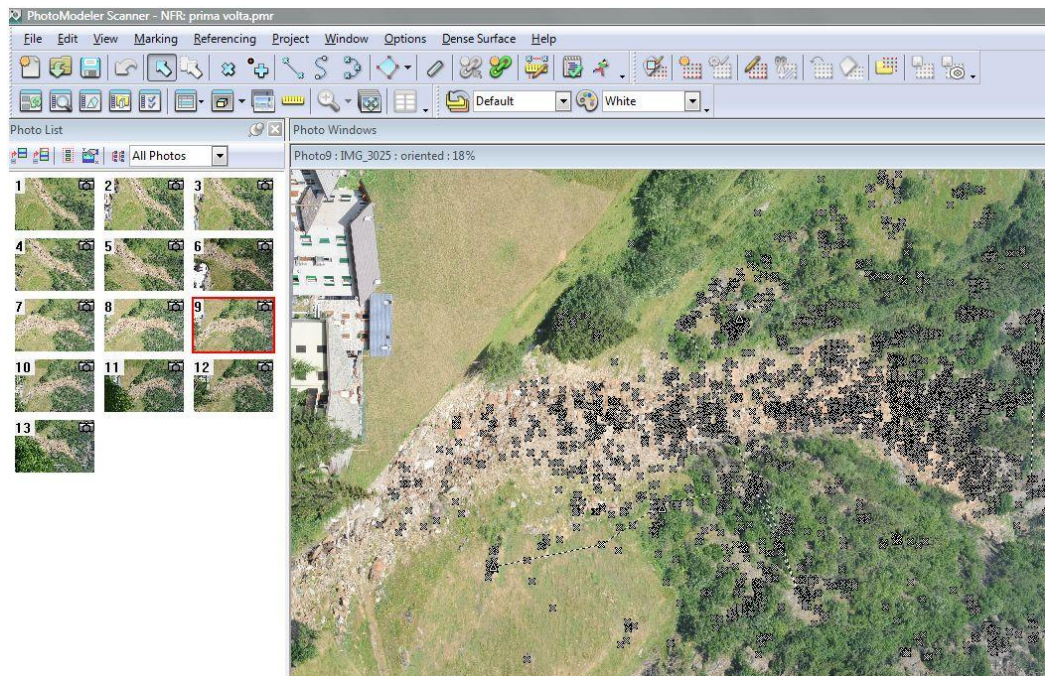 PhotoModeler Scanner - NFR: prima volta.pmr
File Edit View Marking Referencing Project Window Options Dense Surface Help
Default White
Photo List
Photo Windows
All Photos
Photo9 : IMG_3025 : oriented : 18%
1 2 3
4 5 6
7 8 9
10 11 12
13